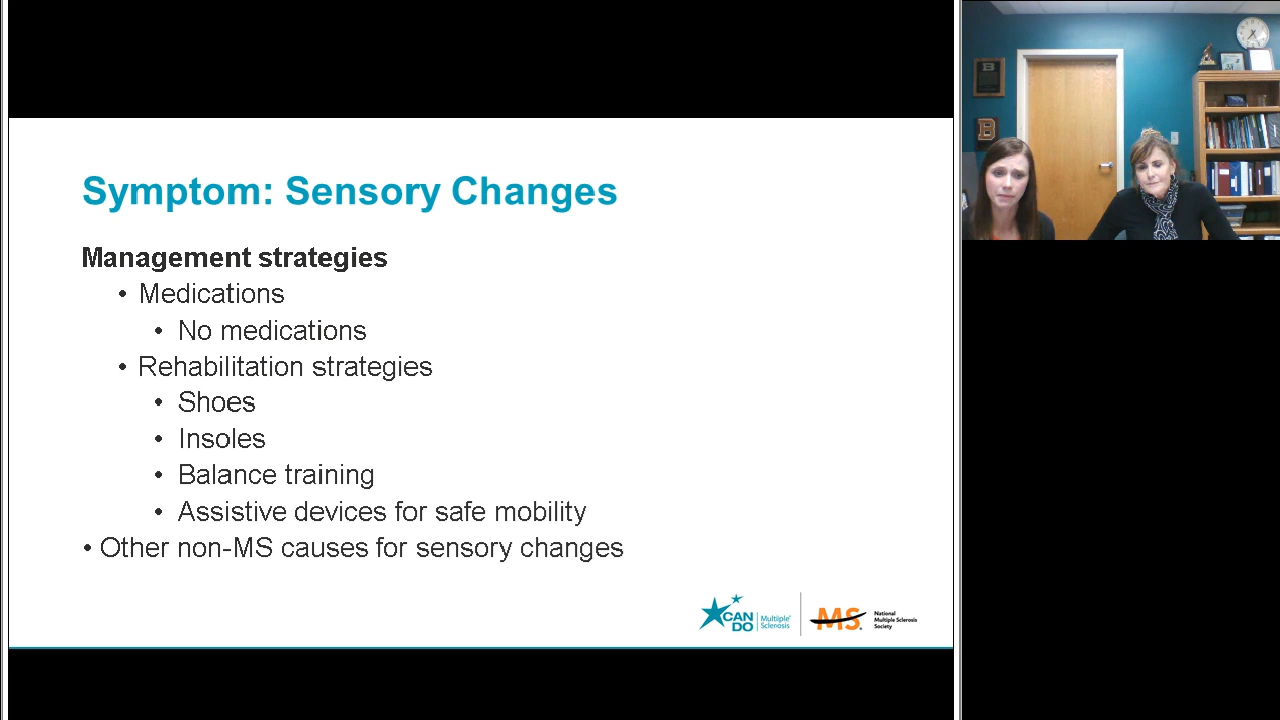 Symptom: Sensory Changes
Management strategies
• Medications
• No medications
• Rehabilitation strategies
• Shoes
• Insoles
• Balance training
• Assistive devices for safe mobility
• Other non-MS causes for sensory changes
CAN DO
Multiple Sclerosis
MS
National
Multiple Sclerosis
Society
B
B